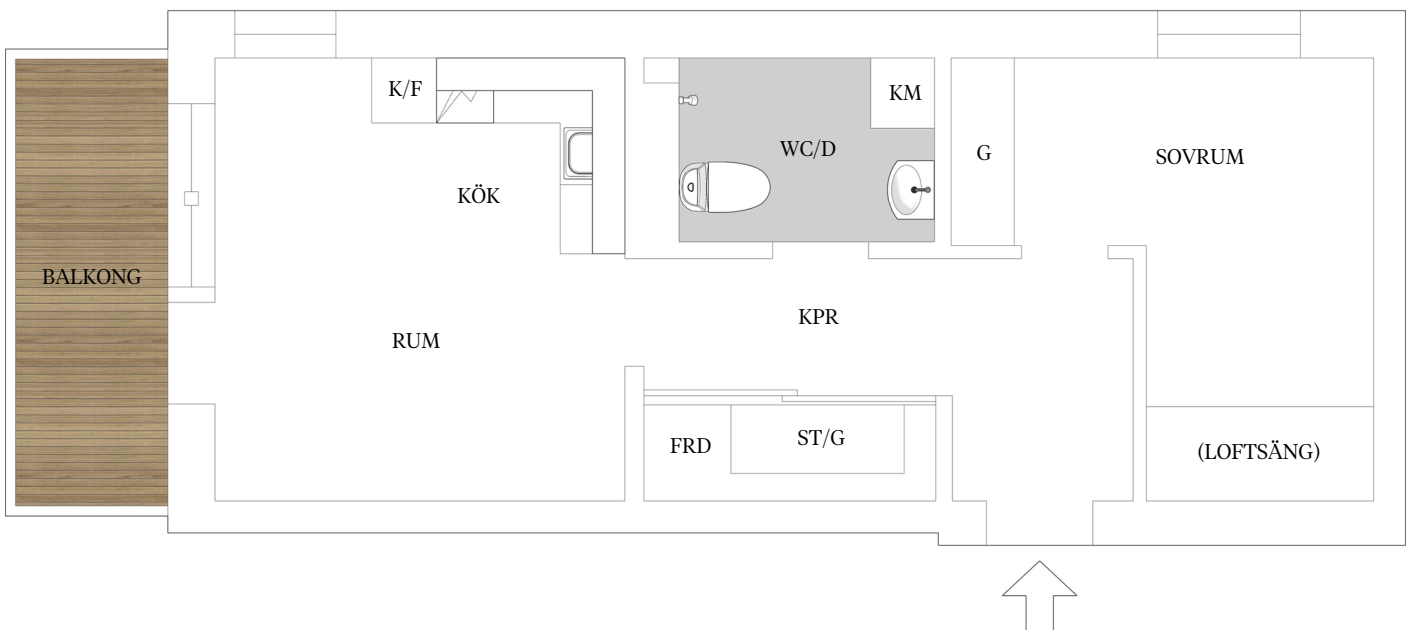 K/F
KM
WC/D
G
SOVRUM
KÖK
BALKONG
KPR
RUM
FRD
ST/G
(LOFTSÄNG)